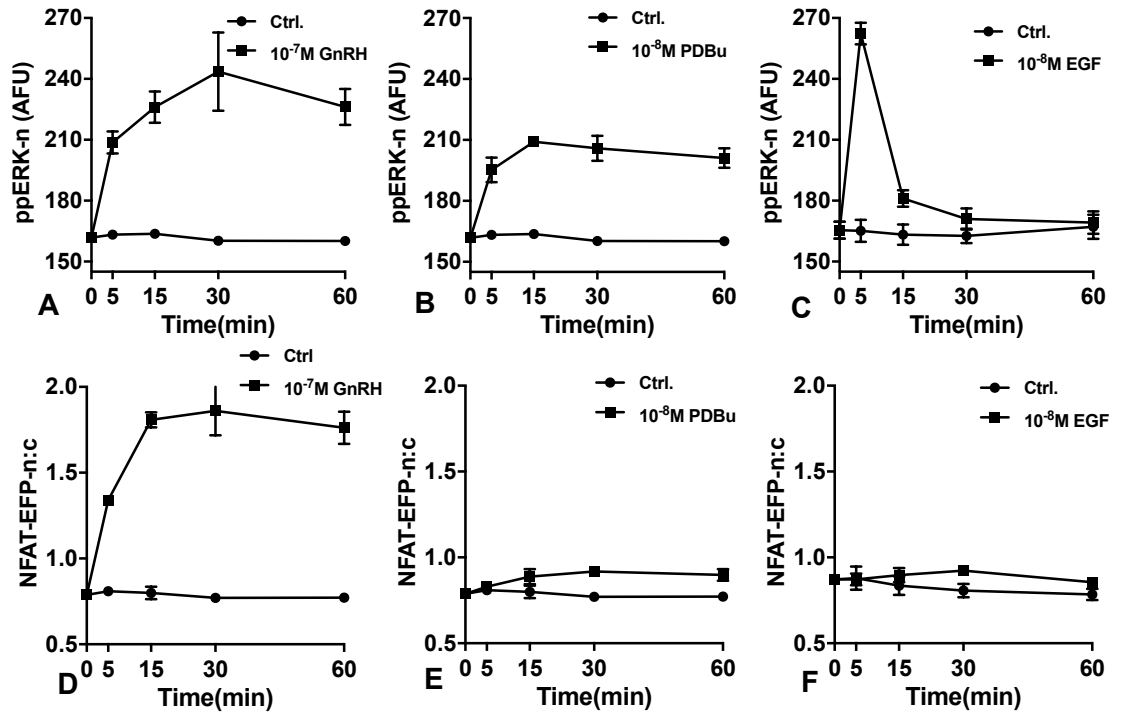 Ctrl.
10⁻⁷M GnRH
ppERK-n (AFU)
270
240
210
180
150
0 5 15 30 60
Time(min)
A
Ctrl.
10⁻⁸M PDBu
ppERK-n (AFU)
270
240
210
180
150
0 5 15 30 60
Time(min)
B
Ctrl.
10⁻⁸M EGF
ppERK-n (AFU)
270
240
210
180
150
0 5 15 30 60
Time(min)
C
Ctrl
10⁻⁷M GnRH
NFAT-EFP-n:c
2.0
1.5
1.0
0.5
0 5 15 30 60
Time(min)
D
Ctrl.
10⁻⁸M PDBu
NFAT-EFP-n:c
2.0
1.5
1.0
0.5
0 5 15 30 60
Time(min)
E
Ctrl.
10⁻⁸M EGF
NFAT-EFP-n:c
2.0
1.5
1.0
0.5
0 5 15 30 60
Time(min)
F